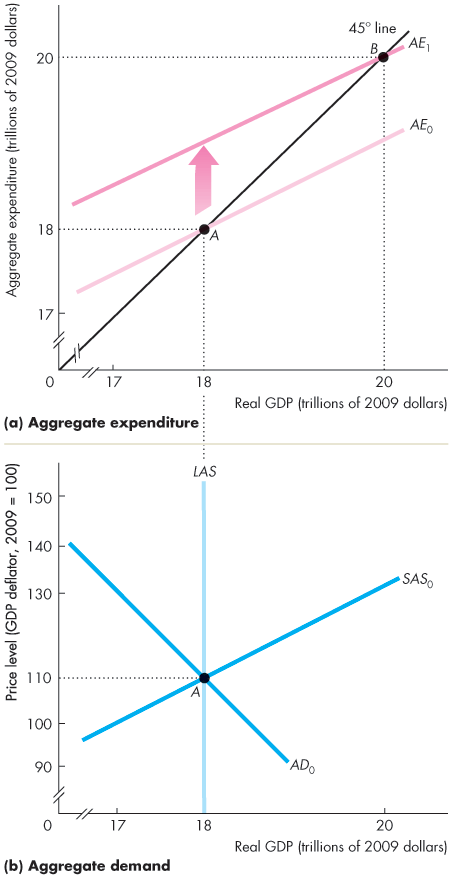 Aggregate expenditure (trillions of 2009 dollars)
45° line
B
AE1
20
AE0
18
A
17
0
17
18
20
Real GDP (trillions of 2009 dollars)
(a) Aggregate expenditure
Price level (GDP deflator, 2009 = 100)
LAS
150
140
130
SAS0
110
A
100
90
AD0
0
17
18
20
Real GDP (trillions of 2009 dollars)
(b) Aggregate demand